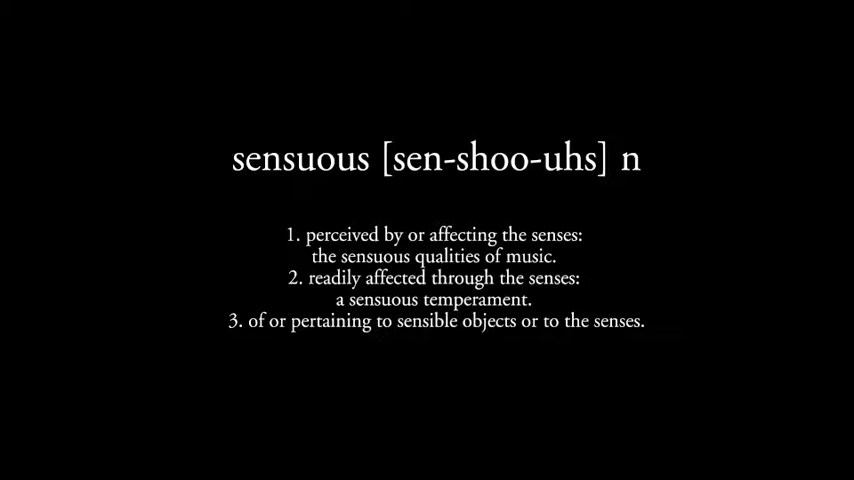 sensuous [sen-shoo-uhs] n
1. perceived by or affecting the senses:
the sensuous qualities of music.
2. readily affected through the senses:
a sensuous temperament.
3. of or pertaining to sensible objects or to the senses.